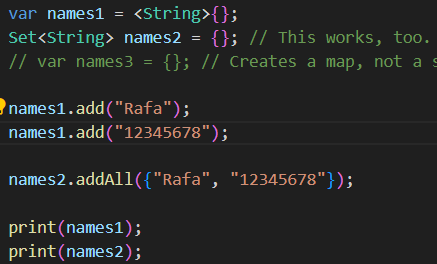 var names1 = <String>{};
Set<String> names2 = {}; // This works, too.
// var names3 = {}; // Creates a map, not a s
names1.add("Rafa");
names1.add("12345678");
names2.addAll({"Rafa", "12345678"});
print(names1);
print(names2);